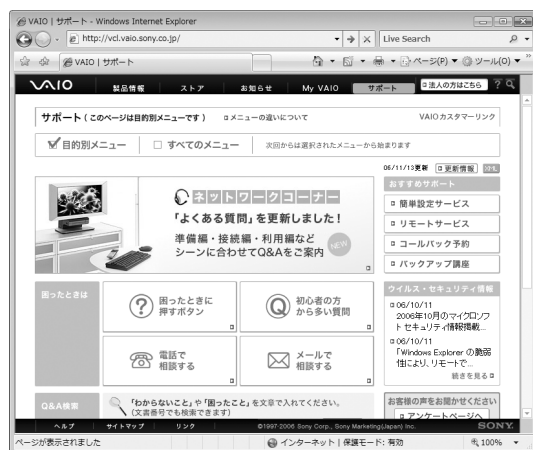 VAIO | サポート - Windows Internet Explorer
http://vcl.vaio.sony.co.jp/
Live Search
VAIO | サポート
ページ(P)
ツール(O)
VAIO
製品情報
ストア
お知らせ
My VAIO
サポート
法人の方はこちら
?
サポート ( このページは目的別メニューです )
メニューの違いについて
VAIOカスタマーリンク
目的別メニュー
すべてのメニュー
次回からは選択されたメニューから始まります
06/11/13更新
更新情報
XML
おすすめサポート
ネットワークコーナー
「よくある質問」を更新しました!
準備編・接続編・利用編など
シーンに合わせてQ&Aをご案内
NEW
簡単設定サービス
リモートサービス
コールバック予約
バックアップ講座
困ったときは
困ったときに
押すボタン
初心者の方
から多い質問
電話で
相談する
メールで
相談する
ウイルス・セキュリティ情報
06/10/11
2006年10月のマイクロソフ
ト セキュリティ情報掲載...
06/10/11
「Windows Explorer の脆弱
性により、リモートで...
続きを見る
Q&A検索
「わからないこと」や「困ったこと」を文章で入れてください。
(文書番号でも検索できます)
お客様の声をお聞かせください
アンケートページへ
ヘルプ
サイトマップ
リンク
©1997-2006 Sony Corp., Sony Marketing(Japan) Inc.
SONY
ページが表示されました
インターネット | 保護モード: 有効
100%